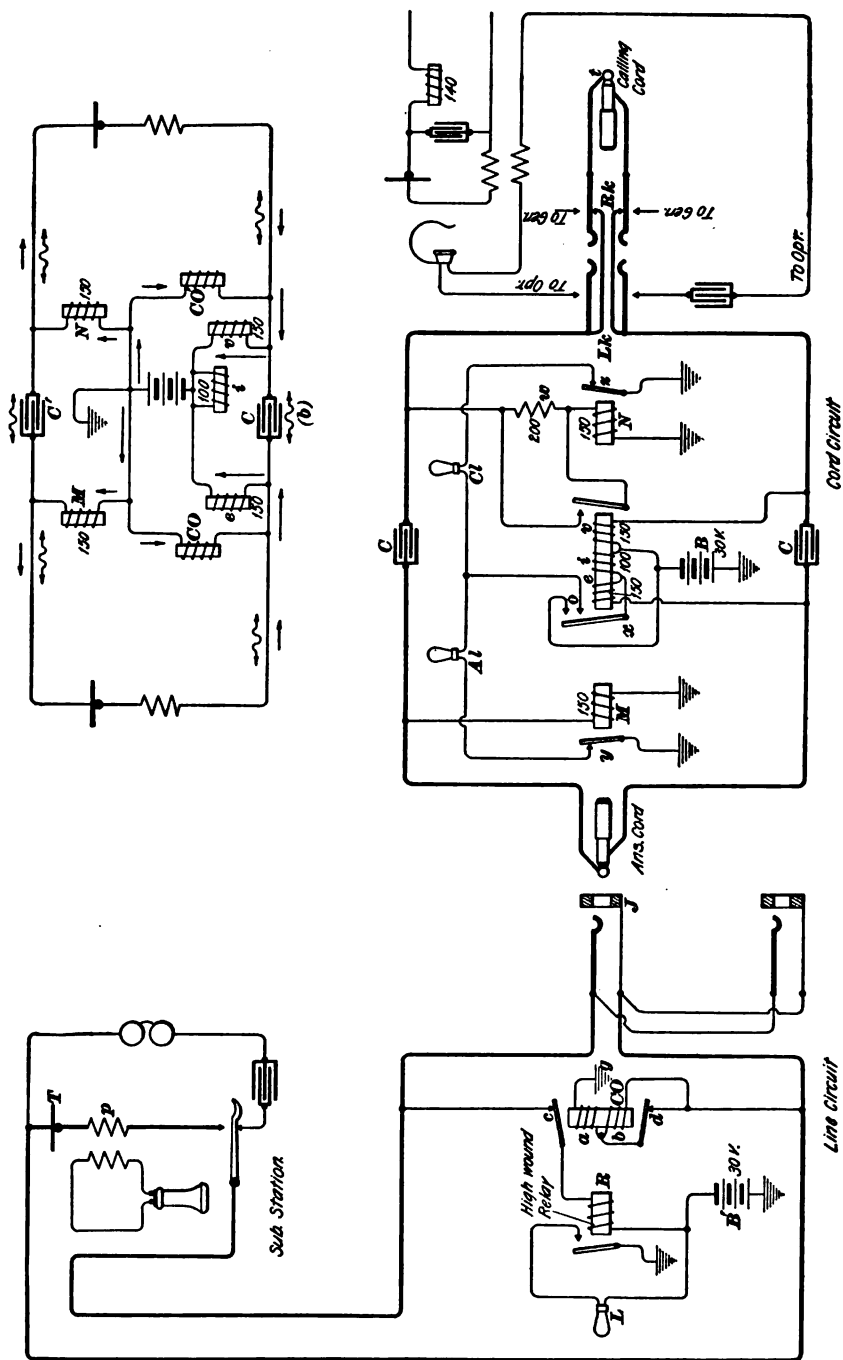 C'
M
150
N
150
CO
CO
e
150
100
i
v
150
C
(b)
T
p
Sub. Station.
140
High wound
Relay
R
L
B
30 V.
c
a
b
d
CO
g
J
Line Circuit
Ans. Cord
y
150
M
Al
C
Cl
x
o
e
i
v
150
100
150
B
30 V.
200
w
150
N
z
C
Lk
Rk
To Opr.
To Gen.
To Gen.
To Opr.
t
Calling
Cord
Cord Circuit